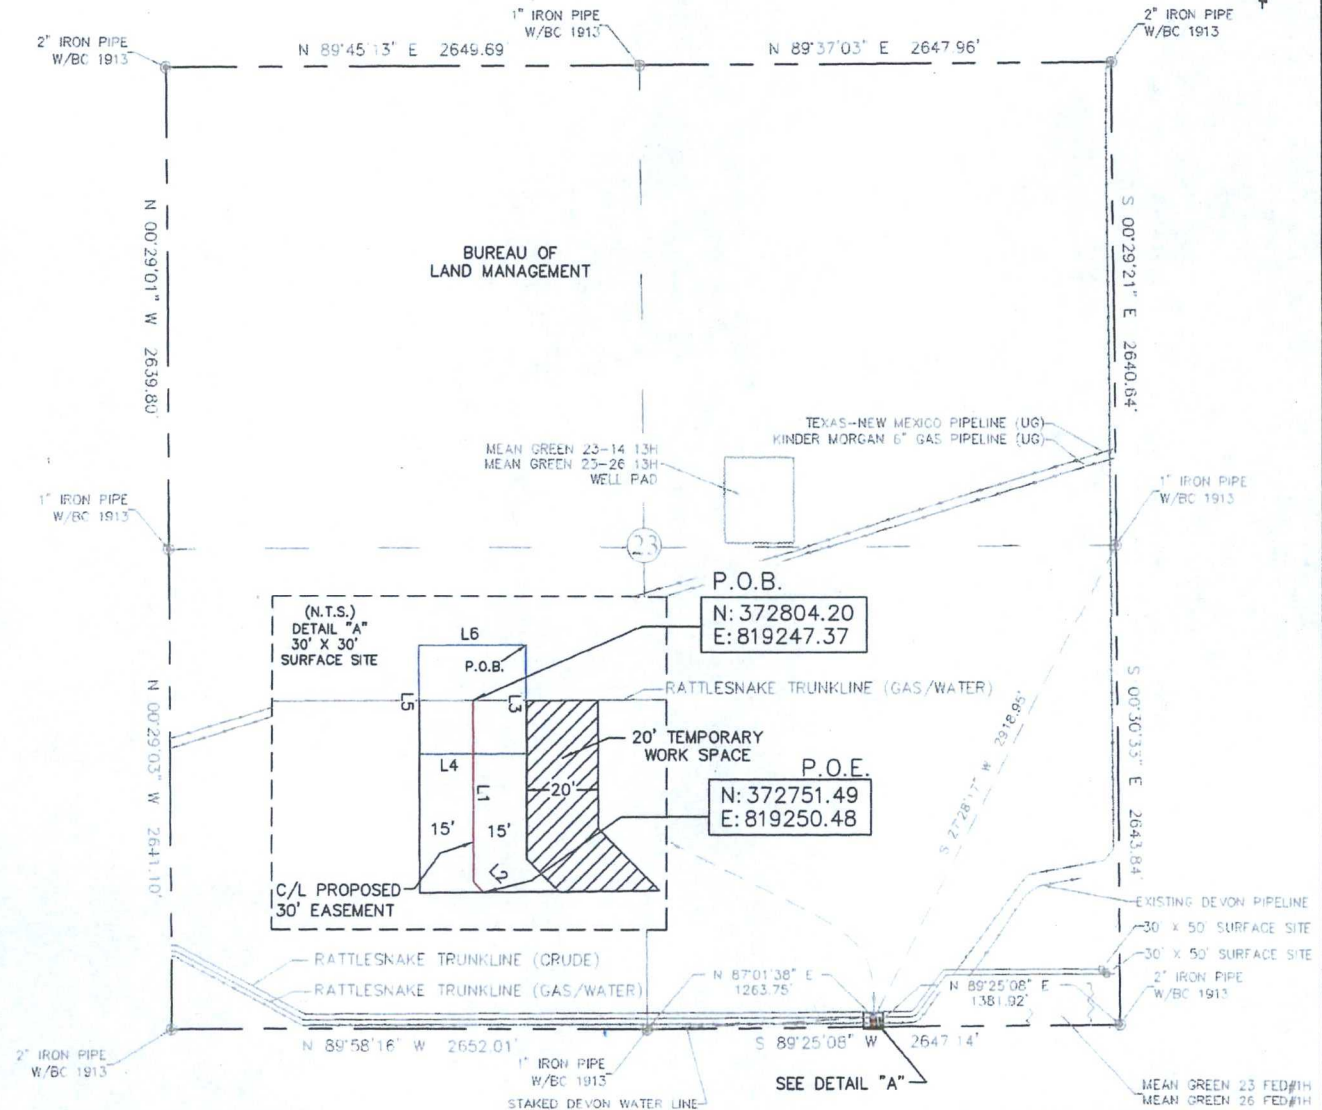 2" IRON PIPE
W/BC 1913
N 89°45'13" E 2649.69'
1" IRON PIPE
W/BC 1913
N 89°37'03" E 2647.96'
2" IRON PIPE
W/BC 1913
N 00°29'01" W 2639.80'
BUREAU OF
LAND MANAGEMENT
S 00°29'21" E 2640.64'
TEXAS-NEW MEXICO PIPELINE (UG)
KINDER MORGAN 6" GAS PIPELINE (UG)
MEAN GREEN 23-14 13H
MEAN GREEN 23-26 13H
WELL PAD
1" IRON PIPE
W/BC 1913
1" IRON PIPE
W/BC 1913
23
P.O.B.
N: 372804.20
E: 819247.37
(N.T.S.)
DETAIL "A"
30' X 30'
SURFACE SITE
L6
P.O.B.
L5
L3
RATTLESNAKE TRUNKLINE (GAS/WATER)
20' TEMPORARY
WORK SPACE
L4
L1
20'
P.O.E.
N: 372751.49
E: 819250.48
15'
15'
L2
C/L PROPOSED
30' EASEMENT
N 00°29'03" W 2641.10'
S 27°28'17" W 2918.95'
S 00°30'33" E 2643.84'
EXISTING DEVON PIPELINE
30' X 50' SURFACE SITE
30' X 50' SURFACE SITE
RATTLESNAKE TRUNKLINE (CRUDE)
RATTLESNAKE TRUNKLINE (GAS/WATER)
N 87°01'38" E
1263.75'
N 89°25'08" E
1381.92'
2" IRON PIPE
W/BC 1913
2" IRON PIPE
W/BC 1913
N 89°58'16" W 2652.01'
1" IRON PIPE
W/BC 1913
S 89°25'08" W 2647.14'
SEE DETAIL "A"
STAKED DEVON WATER LINE
MEAN GREEN 23 FED#1H
MEAN GREEN 26 FED#1H